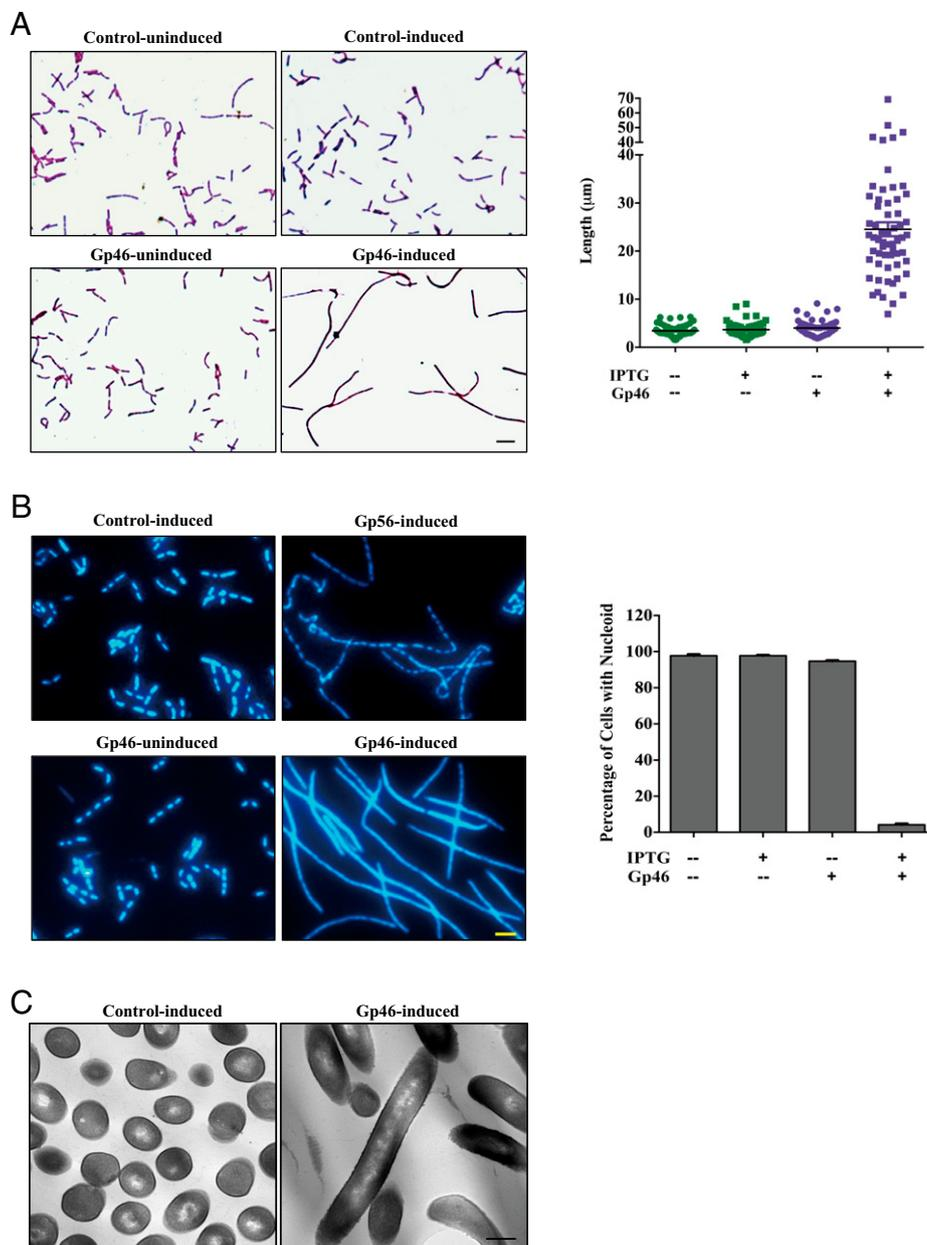 A
Control-uninduced
Control-induced
Gp46-uninduced
Gp46-induced
Length (μm)
70
60
50
40
40
30
20
10
0
IPTG -- + -- +
Gp46 -- -- + +
B
Control-induced
Gp56-induced
Gp46-uninduced
Gp46-induced
Percentage of Cells with Nucleoid
120
100
80
60
40
20
0
IPTG -- + -- +
Gp46 -- -- + +
C
Control-induced
Gp46-induced